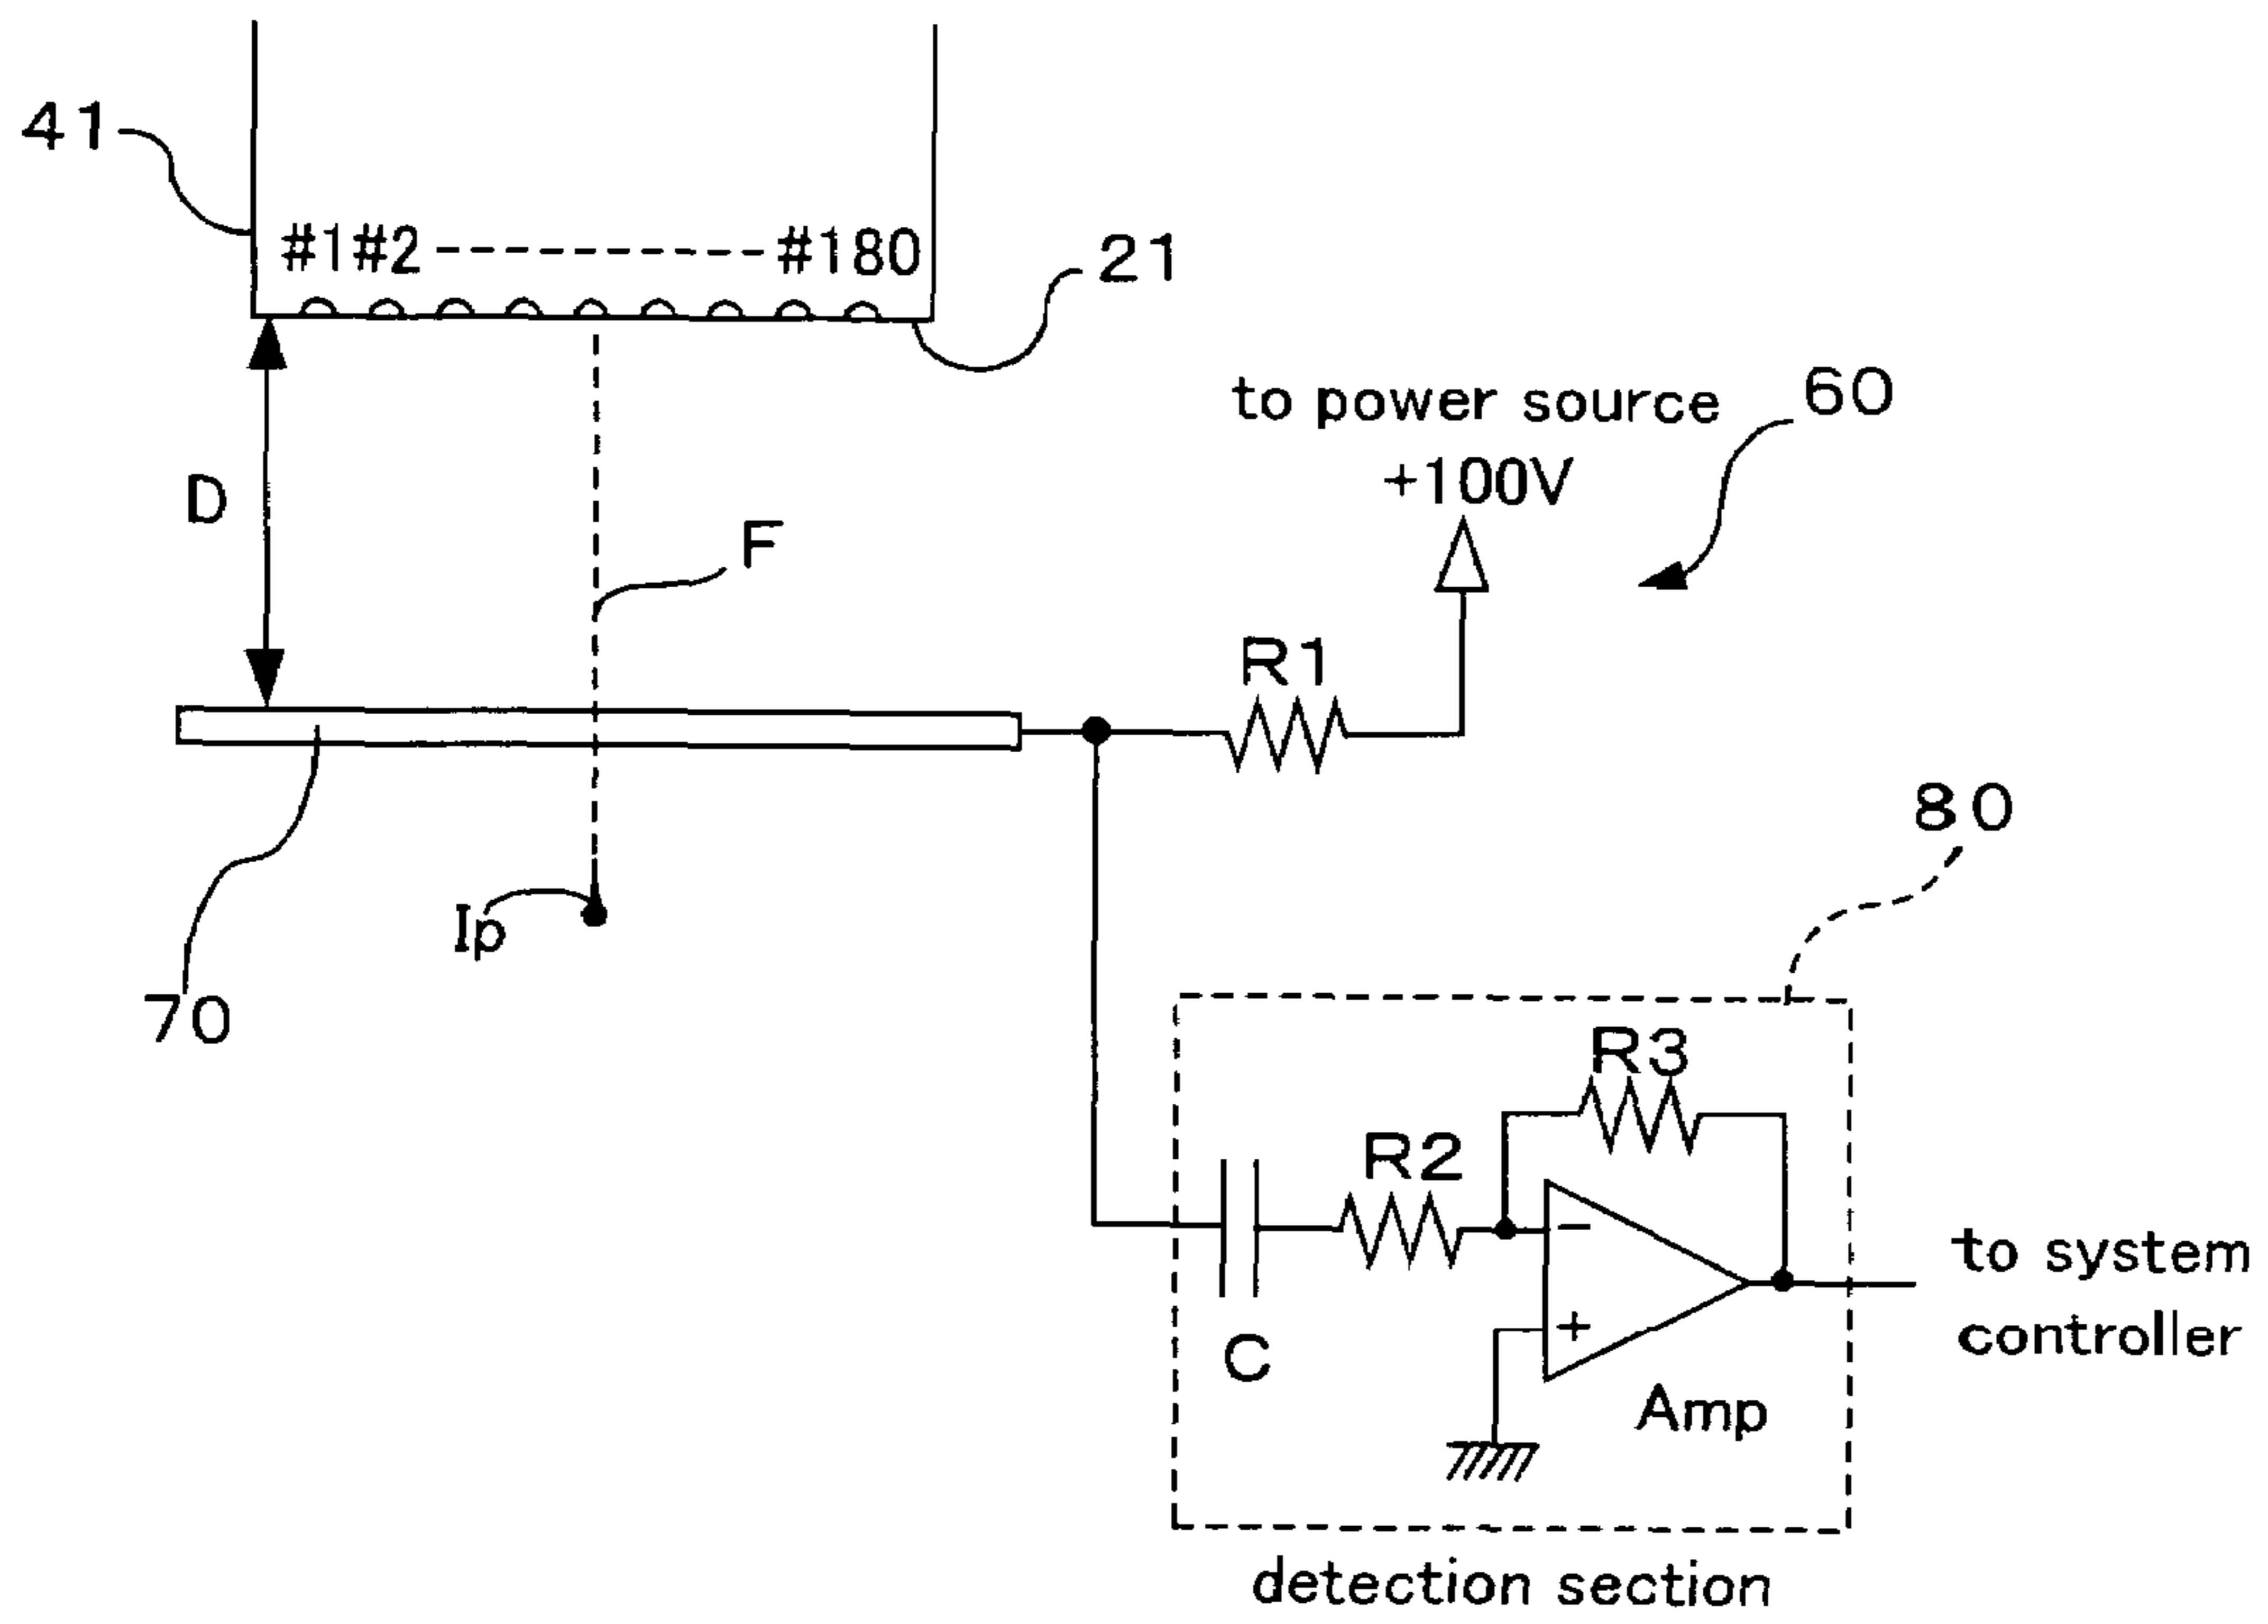 41
#1 #2 ---------- #180
21
to power source
+100V
60
D
F
R1
70
Ip
80
R3
R2
−
+
C
Amp
to system
controller
detection section